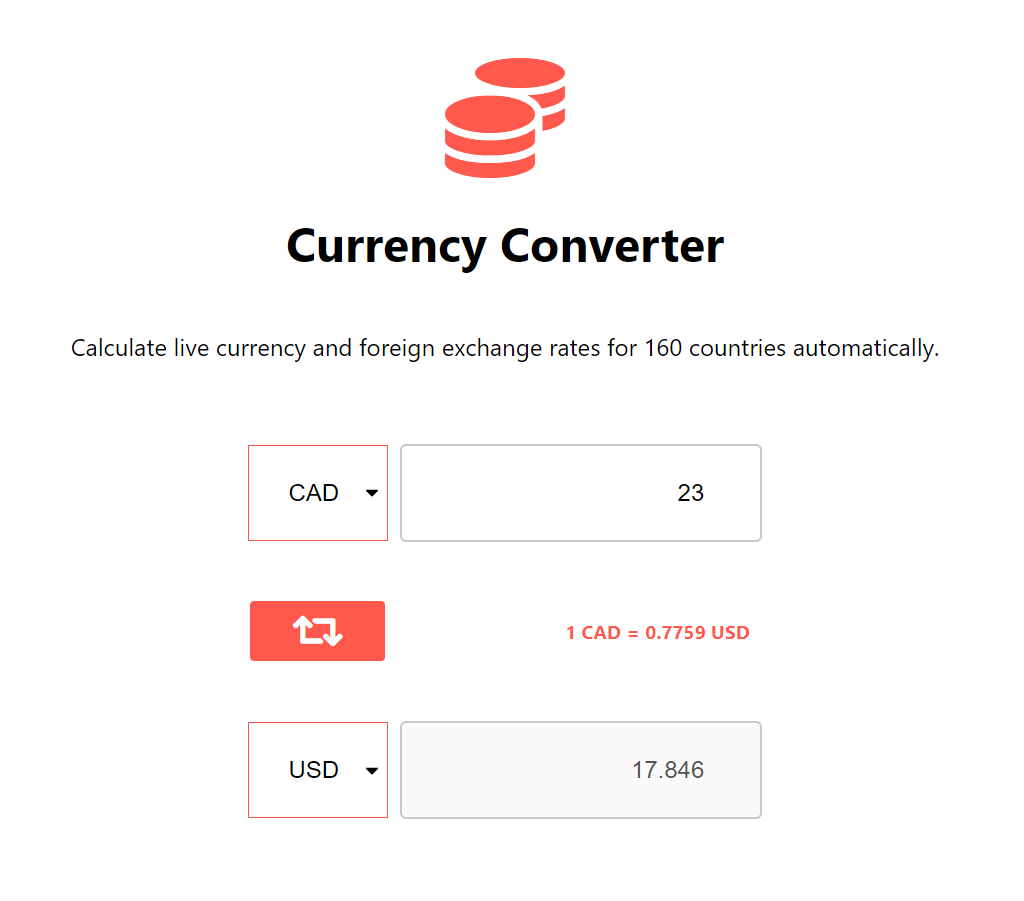 Currency Converter
Calculate live currency and foreign exchange rates for 160 countries automatically.
CAD 23
1 CAD = 0.7759 USD
USD 17.846